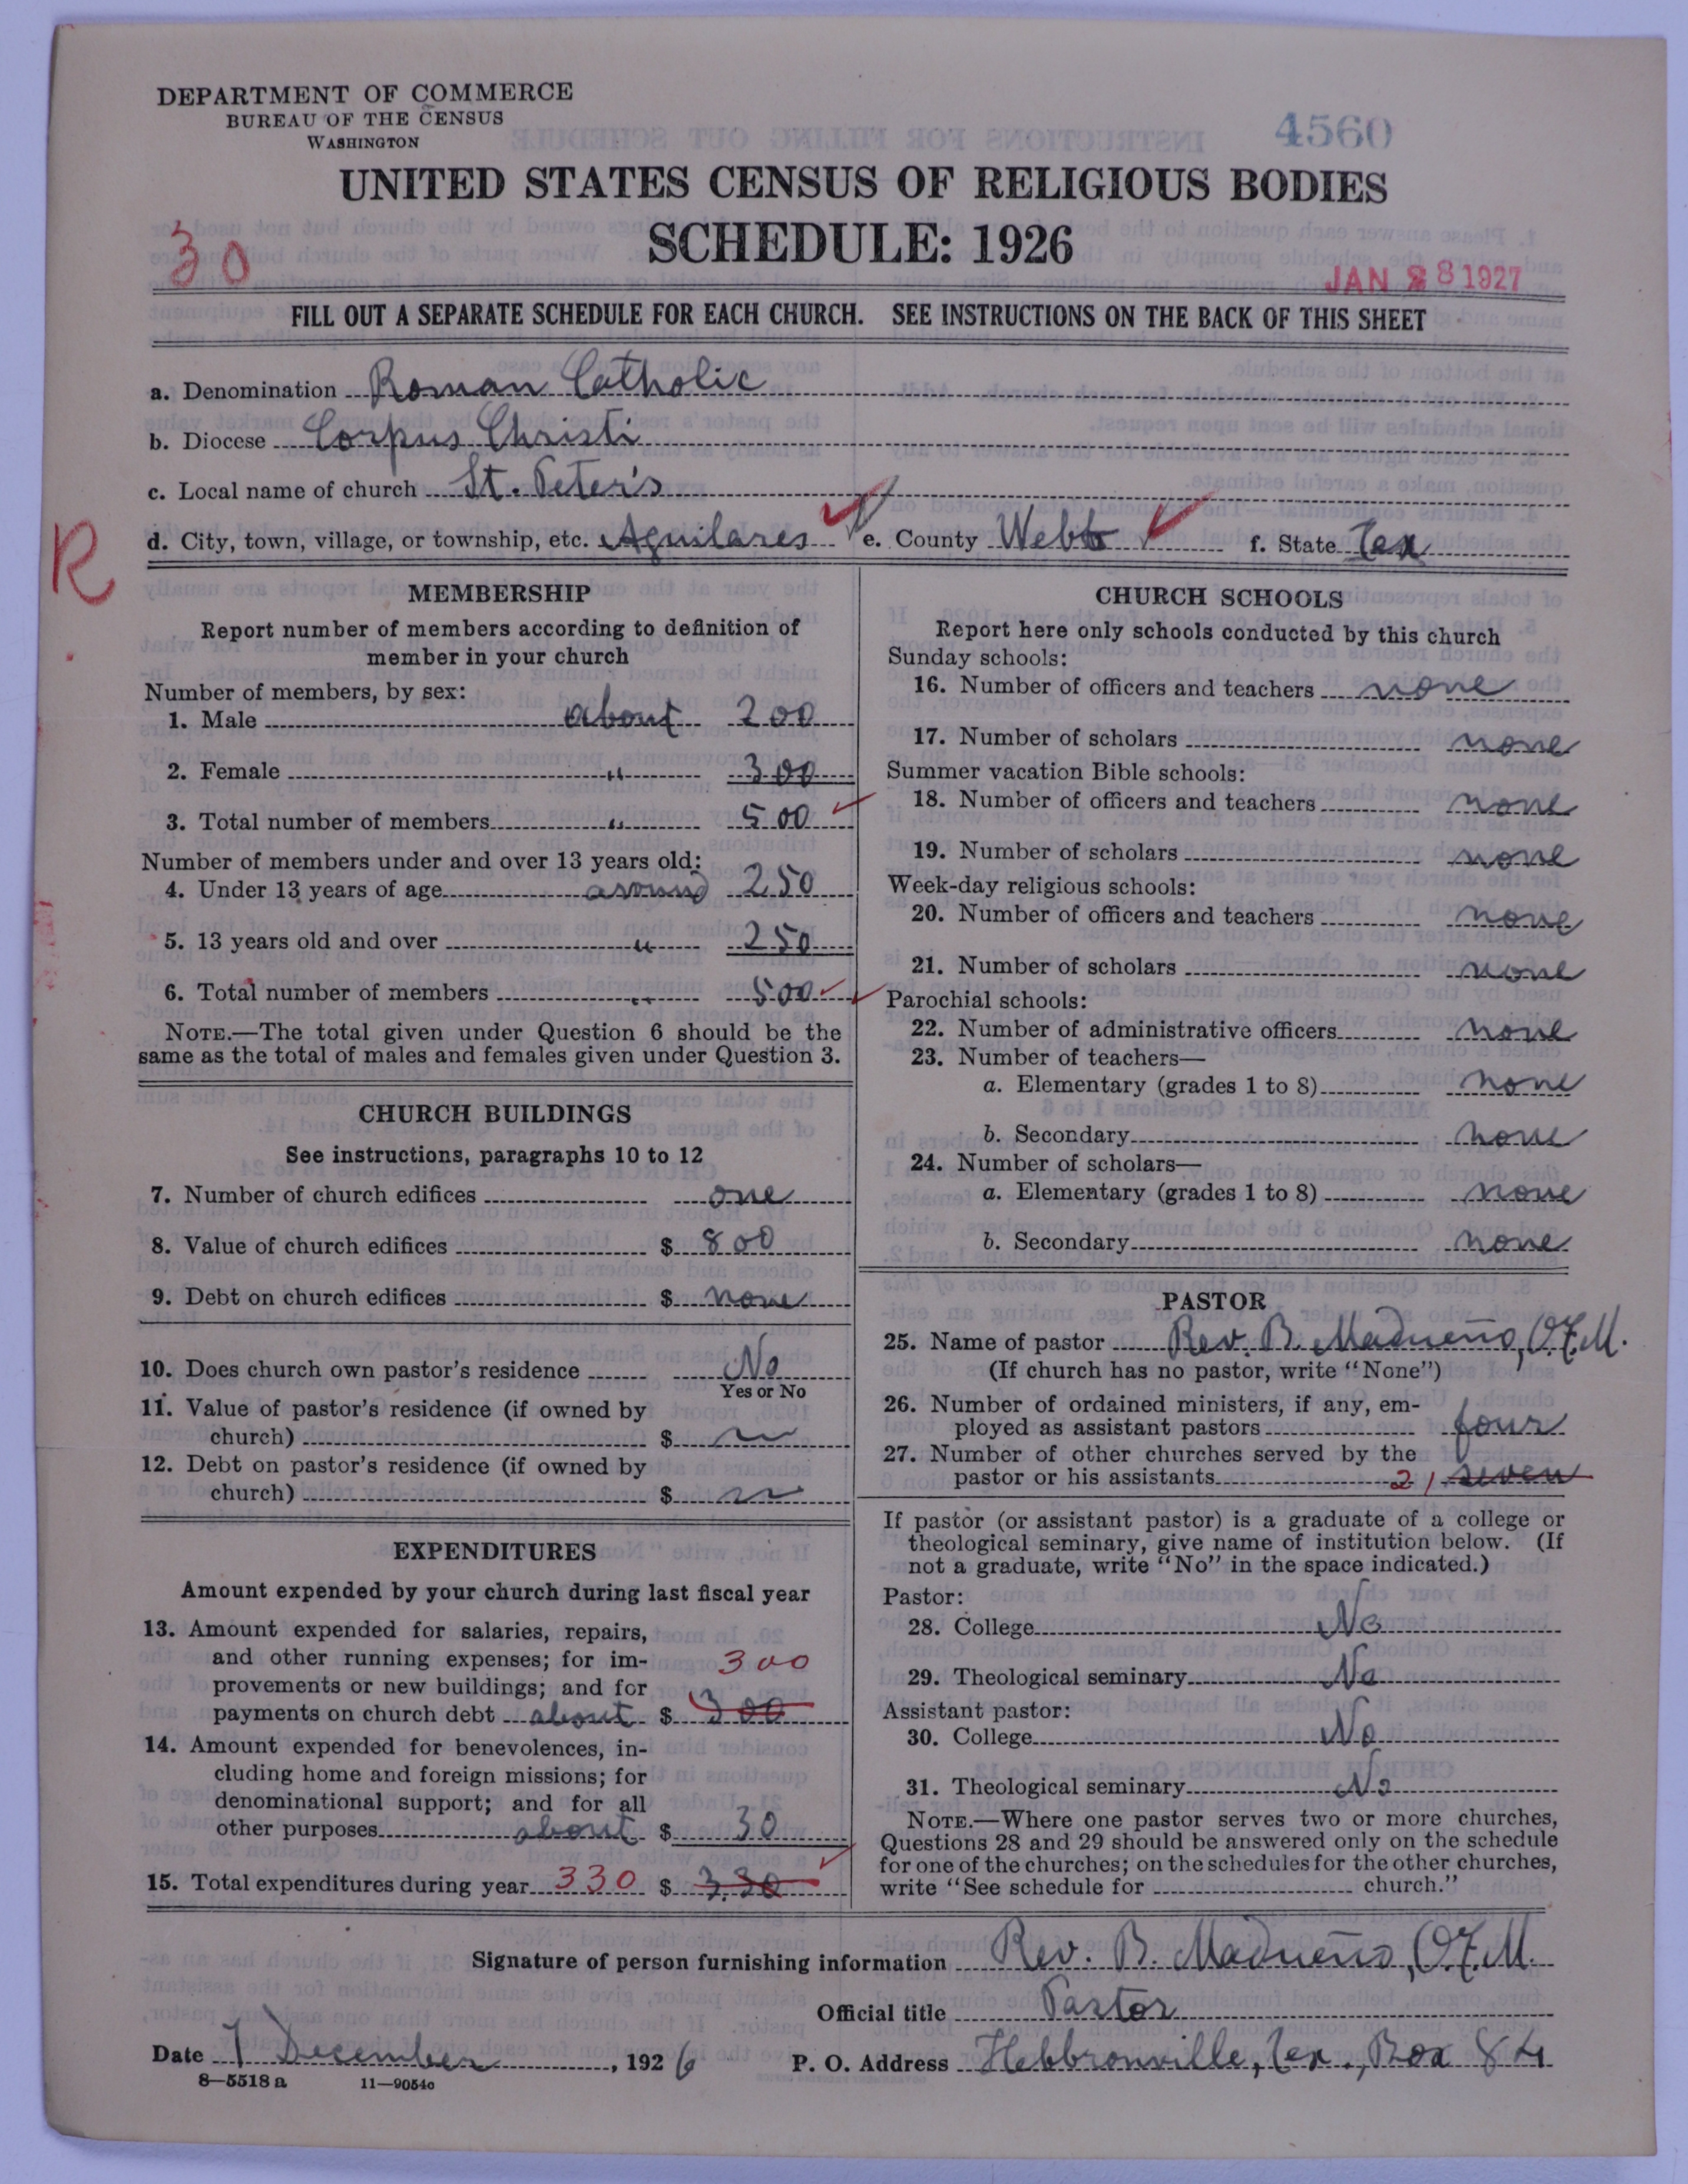 DEPARTMENT OF COMMERCE
BUREAU OF THE CENSUS
WASHINGTON
4560
UNITED STATES CENSUS OF RELIGIOUS BODIES
SCHEDULE: 1926
30
JAN 28 1927
FILL OUT A SEPARATE SCHEDULE FOR EACH CHURCH. SEE INSTRUCTIONS ON THE BACK OF THIS SHEET
a. Denomination Roman Catholic
b. Diocese Corpus Christi
c. Local name of church St. Peter's
d. City, town, village, or township, etc. Aguilares e. County Webb f. State Tex
R
MEMBERSHIP
Report number of members according to definition of
member in your church
Number of members, by sex:
1. Male about 200
2. Female " 300
3. Total number of members " 500
Number of members under and over 13 years old:
4. Under 13 years of age around 250
5. 13 years old and over " 250
6. Total number of members " 500
NOTE.—The total given under Question 6 should be the
same as the total of males and females given under Question 3.
CHURCH BUILDINGS
See instructions, paragraphs 10 to 12
7. Number of church edifices one
8. Value of church edifices $ 800
9. Debt on church edifices $ none
10. Does church own pastor's residence No
Yes or No
11. Value of pastor's residence (if owned by
church) $
12. Debt on pastor's residence (if owned by
church) $
EXPENDITURES
Amount expended by your church during last fiscal year
13. Amount expended for salaries, repairs,
and other running expenses; for im- 300
provements or new buildings; and for
payments on church debt about $ 300
14. Amount expended for benevolences, in-
cluding home and foreign missions; for
denominational support; and for all
other purposes about $ 30
15. Total expenditures during year 330 $ 330
CHURCH SCHOOLS
Report here only schools conducted by this church
Sunday schools:
16. Number of officers and teachers none
17. Number of scholars none
Summer vacation Bible schools:
18. Number of officers and teachers none
19. Number of scholars none
Week-day religious schools:
20. Number of officers and teachers none
21. Number of scholars none
Parochial schools:
22. Number of administrative officers none
23. Number of teachers—
a. Elementary (grades 1 to 8) none
b. Secondary none
24. Number of scholars—
a. Elementary (grades 1 to 8) none
b. Secondary none
PASTOR
25. Name of pastor Rev. B. Madueño, O.F.M.
(If church has no pastor, write "None")
26. Number of ordained ministers, if any, em-
ployed as assistant pastors four
27. Number of other churches served by the
pastor or his assistants 21 seven
If pastor (or assistant pastor) is a graduate of a college or
theological seminary, give name of institution below. (If
not a graduate, write "No" in the space indicated.)
Pastor:
28. College No
29. Theological seminary No
Assistant pastor:
30. College No
31. Theological seminary No
NOTE.—Where one pastor serves two or more churches,
Questions 28 and 29 should be answered only on the schedule
for one of the churches; on the schedules for the other churches,
write "See schedule for church."
Signature of person furnishing information Rev. B. Madueño, O.F.M.
Official title Pastor
Date 7 December, 1926 P. O. Address Hebbronville, Tex., Box 84
8—5518 a 11—9054c